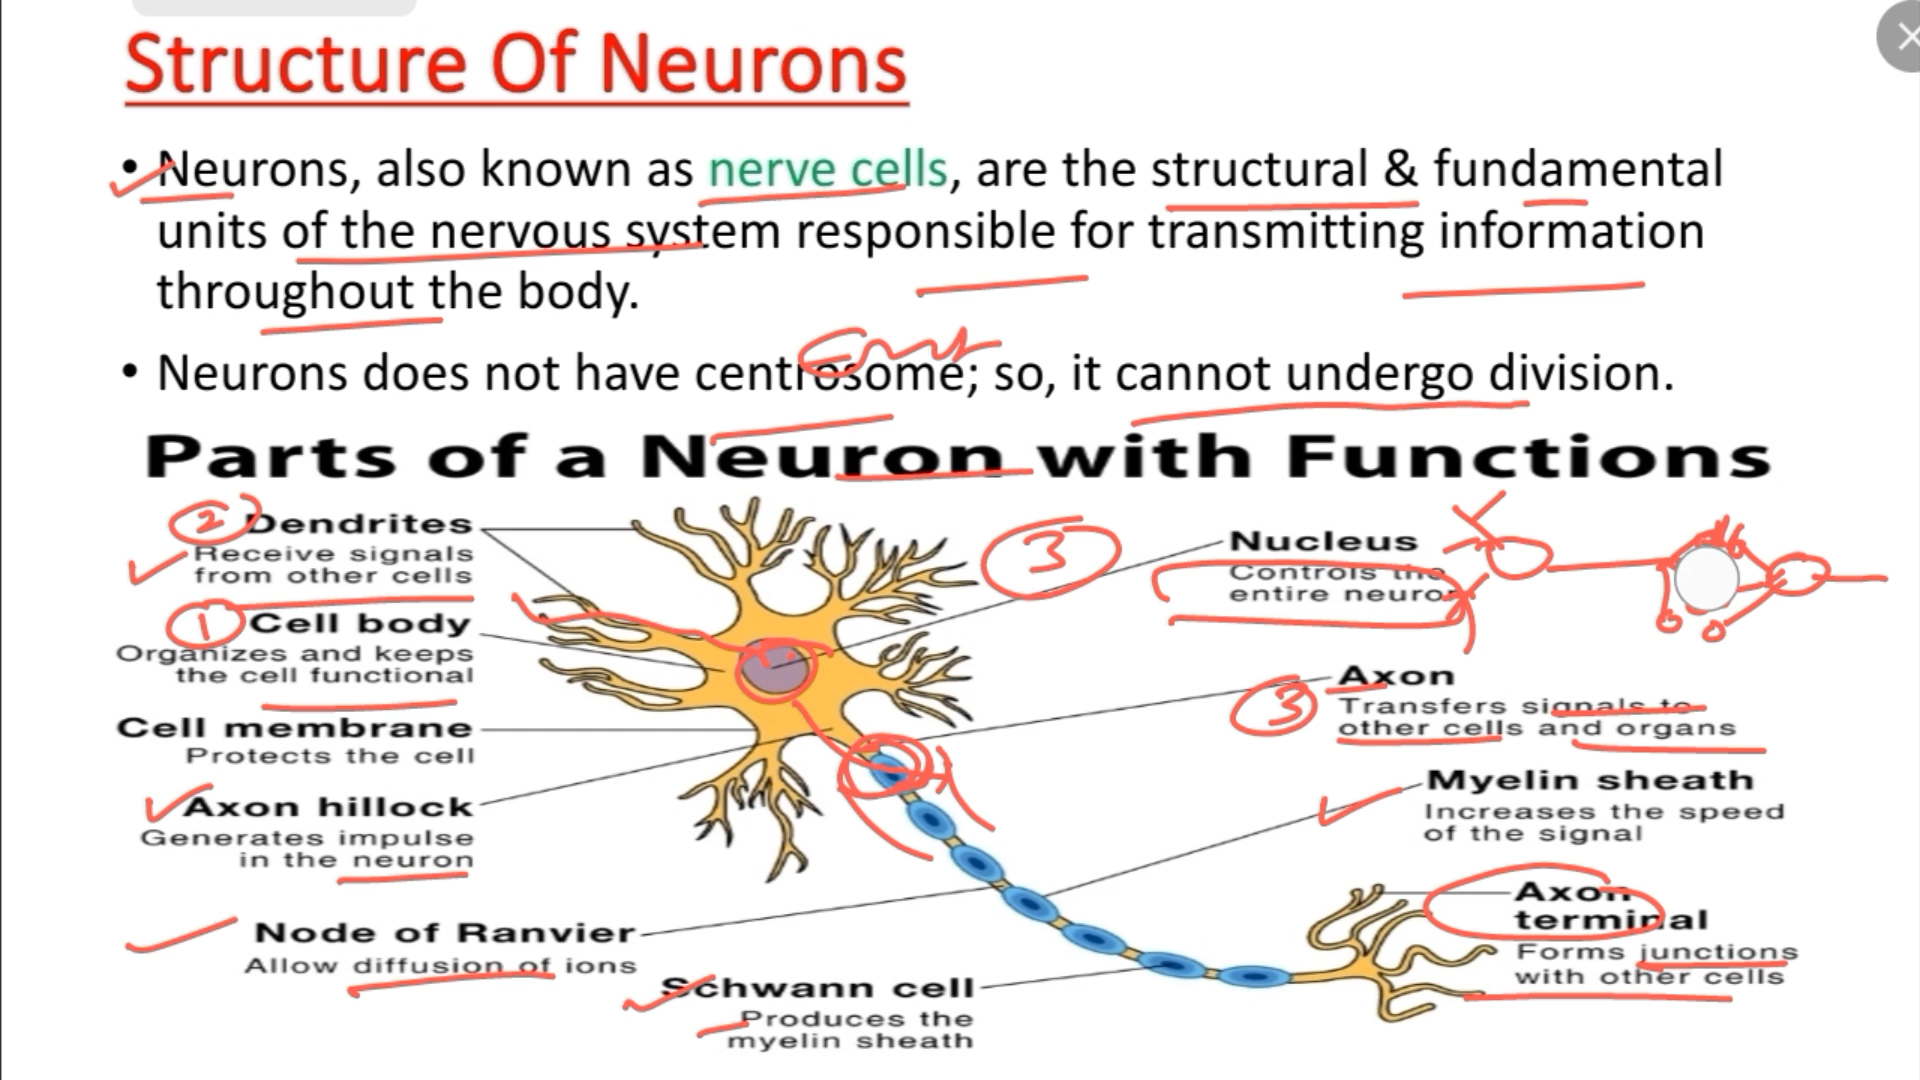 Structure Of Neurons
• Neurons, also known as nerve cells, are the structural & fundamental
units of the nervous system responsible for transmitting information
throughout the body.
• Neurons does not have centrosome; so, it cannot undergo division.
Parts of a Neuron with Functions
2 Dendrites
Receive signals
from other cells
1 Cell body
Organizes and keeps
the cell functional
Cell membrane
Protects the cell
Axon hillock
Generates impulse
in the neuron
Node of Ranvier
Allow diffusion of ions
Schwann cell
Produces the
myelin sheath
3
Nucleus
Controls the
entire neuron
Axon
3 Transfers signals to
other cells and organs
Myelin sheath
Increases the speed
of the signal
Axon
terminal
Forms junctions
with other cells